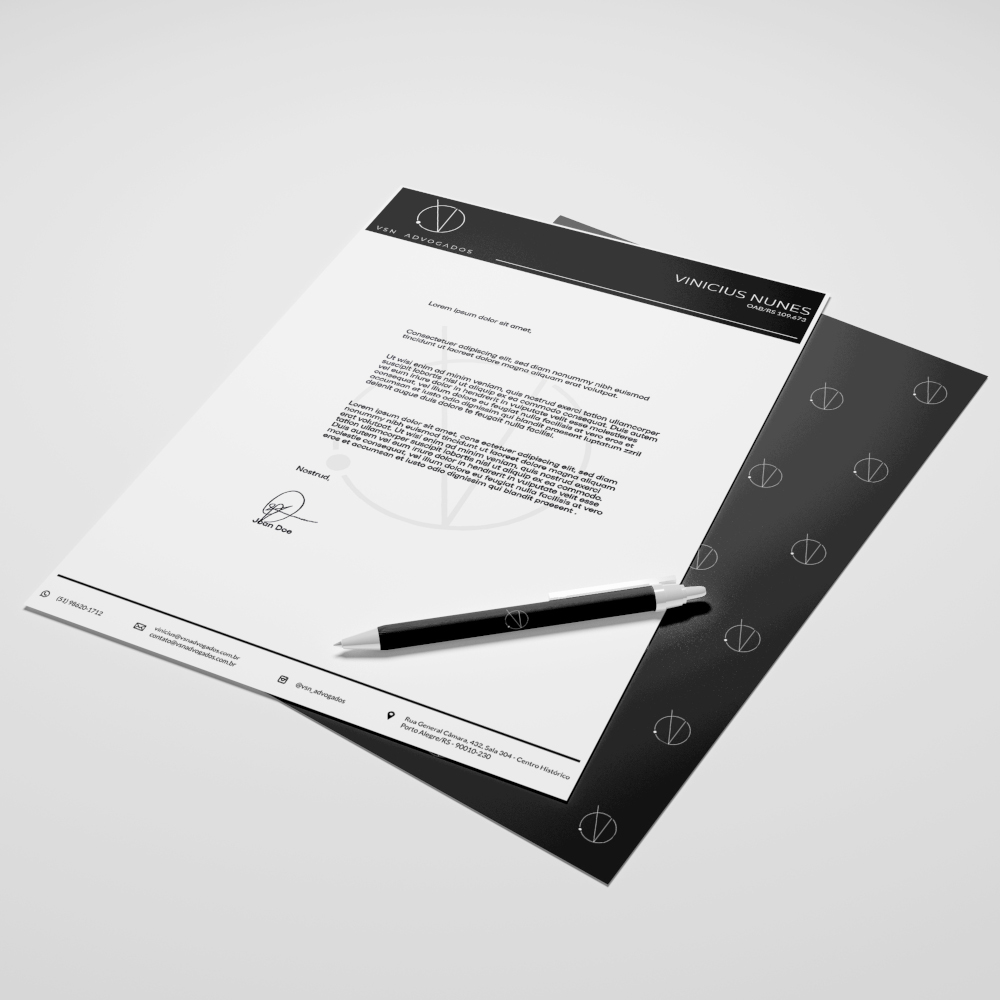 VSN ADVOGADOS
VINICIUS NUNES
OAB/RS 109.673
Lorem ipsum dolor sit amet,
Consectetuer adipiscing elit, sed diam nonummy nibh euismod
tincidunt ut laoreet dolore magna aliquam erat volutpat.
Ut wisi enim ad minim veniam, quis nostrud exerci tation ullamcorper
suscipit lobortis nisl ut aliquip ex ea commodo consequat. Duis autem
vel eum iriure dolor in hendrerit in vulputate velit esse molestieres
consequat, vel illum dolore eu feugiat nulla facilisis at vero eros et
accumsan et iusto odio dignissim qui blandit praesent luptatum zzril
delenit augue duis dolore te feugait nulla facilisi.
Lorem ipsum dolor sit amet, cons ectetuer adipiscing elit, sed diam
nonummy nibh euismod tincidunt ut laoreet dolore magna aliquam
erat volutpat. Ut wisi enim ad minim veniam, quis nostrud exerci
tation ullamcorper suscipit lobortis nisl ut aliquip ex ea commodo.
Duis autem vel eum iriure dolor in hendrerit in vulputate velit esse
molestie consequat, vel illum dolore eu feugiat nulla facilisis at vero
eros et accumsan et iusto odio dignissim qui blandit praesent .
Nostrud.
Joan Doe
(51) 98620-1712
vinicius@vsnadvogados.com.br
contato@vsnadvogados.com.br
@vsn_advogados
Rua General Câmara, 432, Sala 304 - Centro Histórico
Porto Alegre/RS - 90010-230